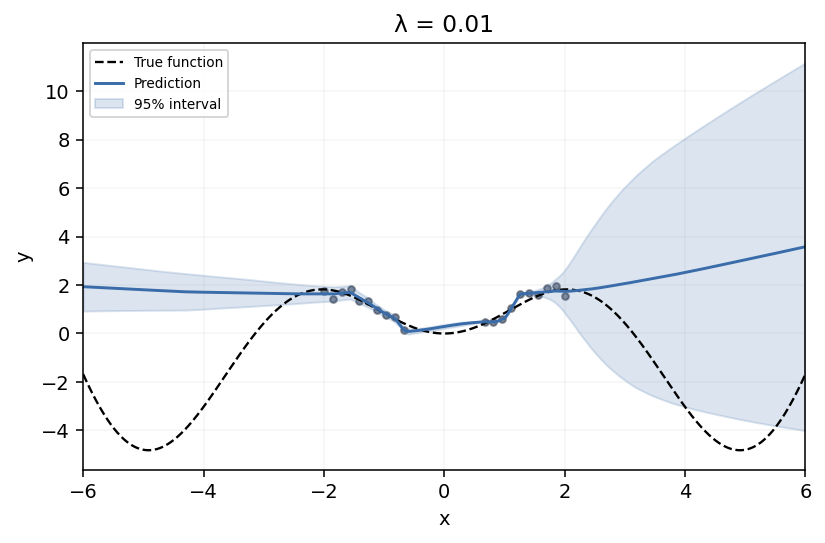 λ = 0.01
True function
Prediction
95% interval
y
10
8
6
4
2
0
−2
−4
−6
−4
−2
0
2
4
6
x